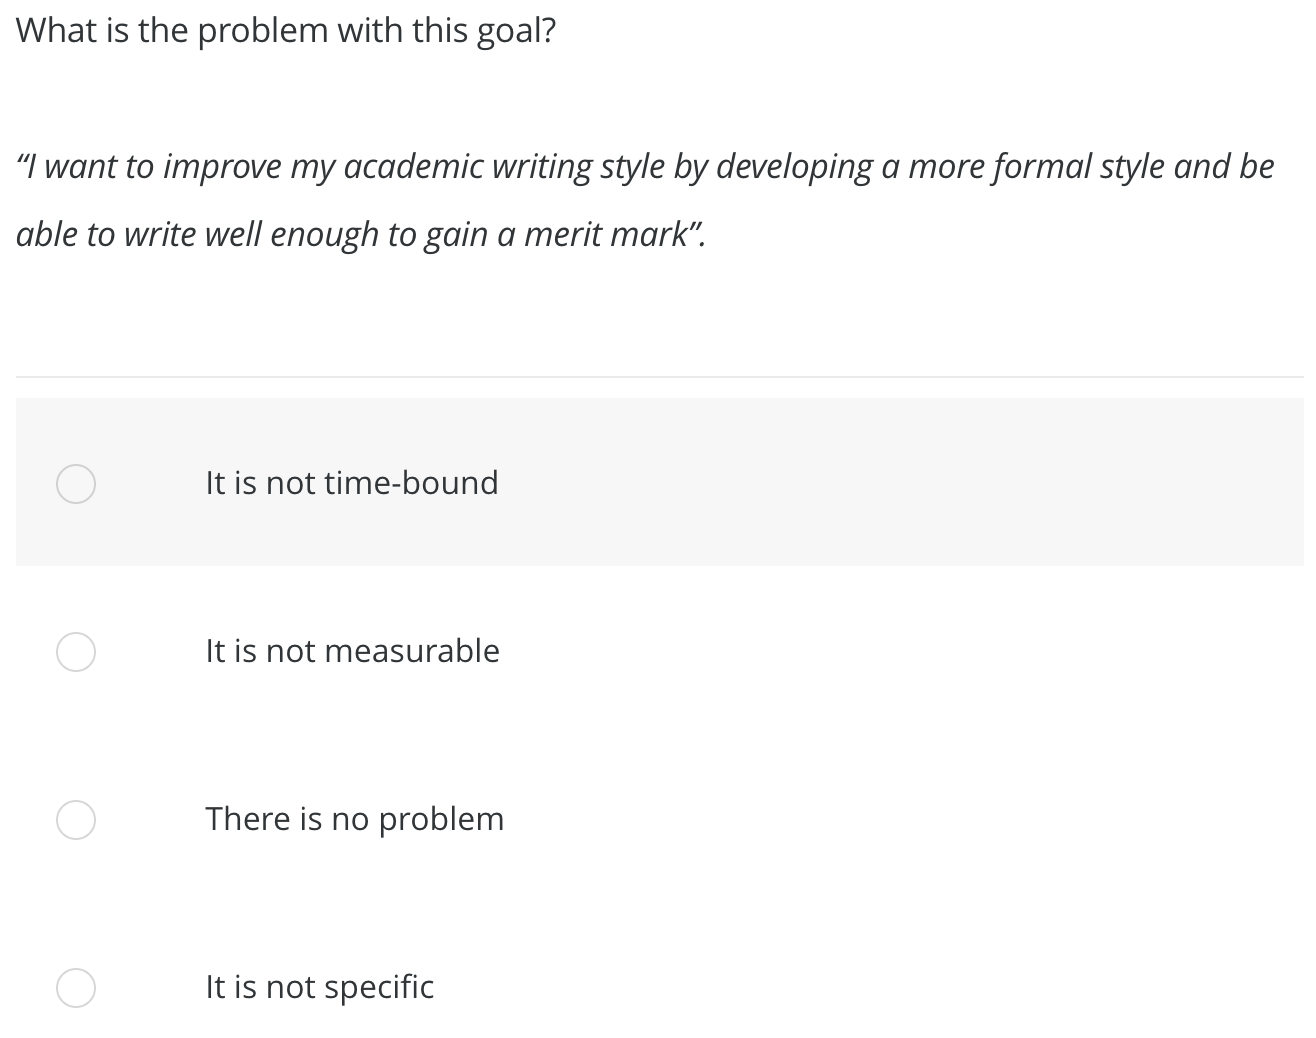 What is the problem with this goal?
“I want to improve my academic writing style by developing a more formal style and be
able to write well enough to gain a merit mark”.
It is not time-bound
It is not measurable
There is no problem
It is not specific